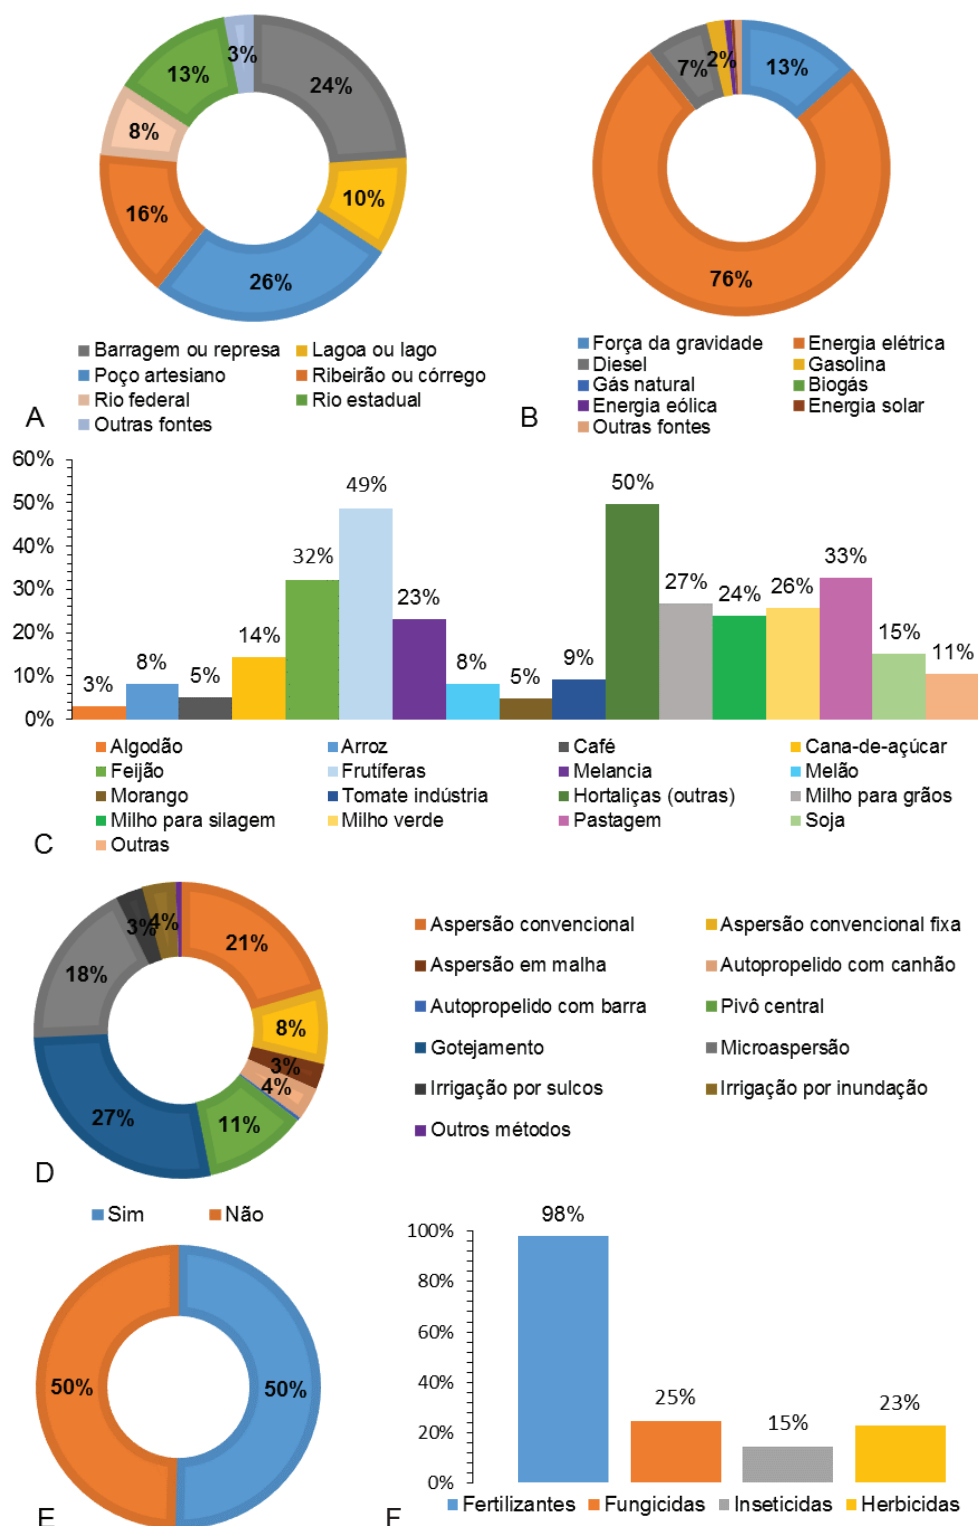 3%
13%
24%
8%
16%
10%
26%
Barragem ou represa
Lagoa ou lago
Poço artesiano
Ribeirão ou córrego
Rio federal
Rio estadual
Outras fontes
A
2%
7%
13%
76%
Força da gravidade
Energia elétrica
Diesel
Gasolina
Gás natural
Biogás
Energia eólica
Energia solar
Outras fontes
B
60%
50%
40%
30%
20%
10%
0%
3%
8%
5%
14%
32%
49%
23%
8%
5%
9%
50%
27%
24%
26%
33%
15%
11%
Algodão
Arroz
Café
Cana-de-açúcar
Feijão
Frutíferas
Melancia
Melão
Morango
Tomate indústria
Hortaliças (outras)
Milho para grãos
Milho para silagem
Milho verde
Pastagem
Soja
Outras
C
3%
4%
21%
18%
8%
3%
4%
27%
11%
Aspersão convencional
Aspersão convencional fixa
Aspersão em malha
Autopropelido com canhão
Autopropelido com barra
Pivô central
Gotejamento
Microaspersão
Irrigação por sulcos
Irrigação por inundação
Outros métodos
D
Sim
Não
50%
50%
E
100%
80%
60%
40%
20%
0%
98%
25%
15%
23%
Fertilizantes
Fungicidas
Inseticidas
Herbicidas
F